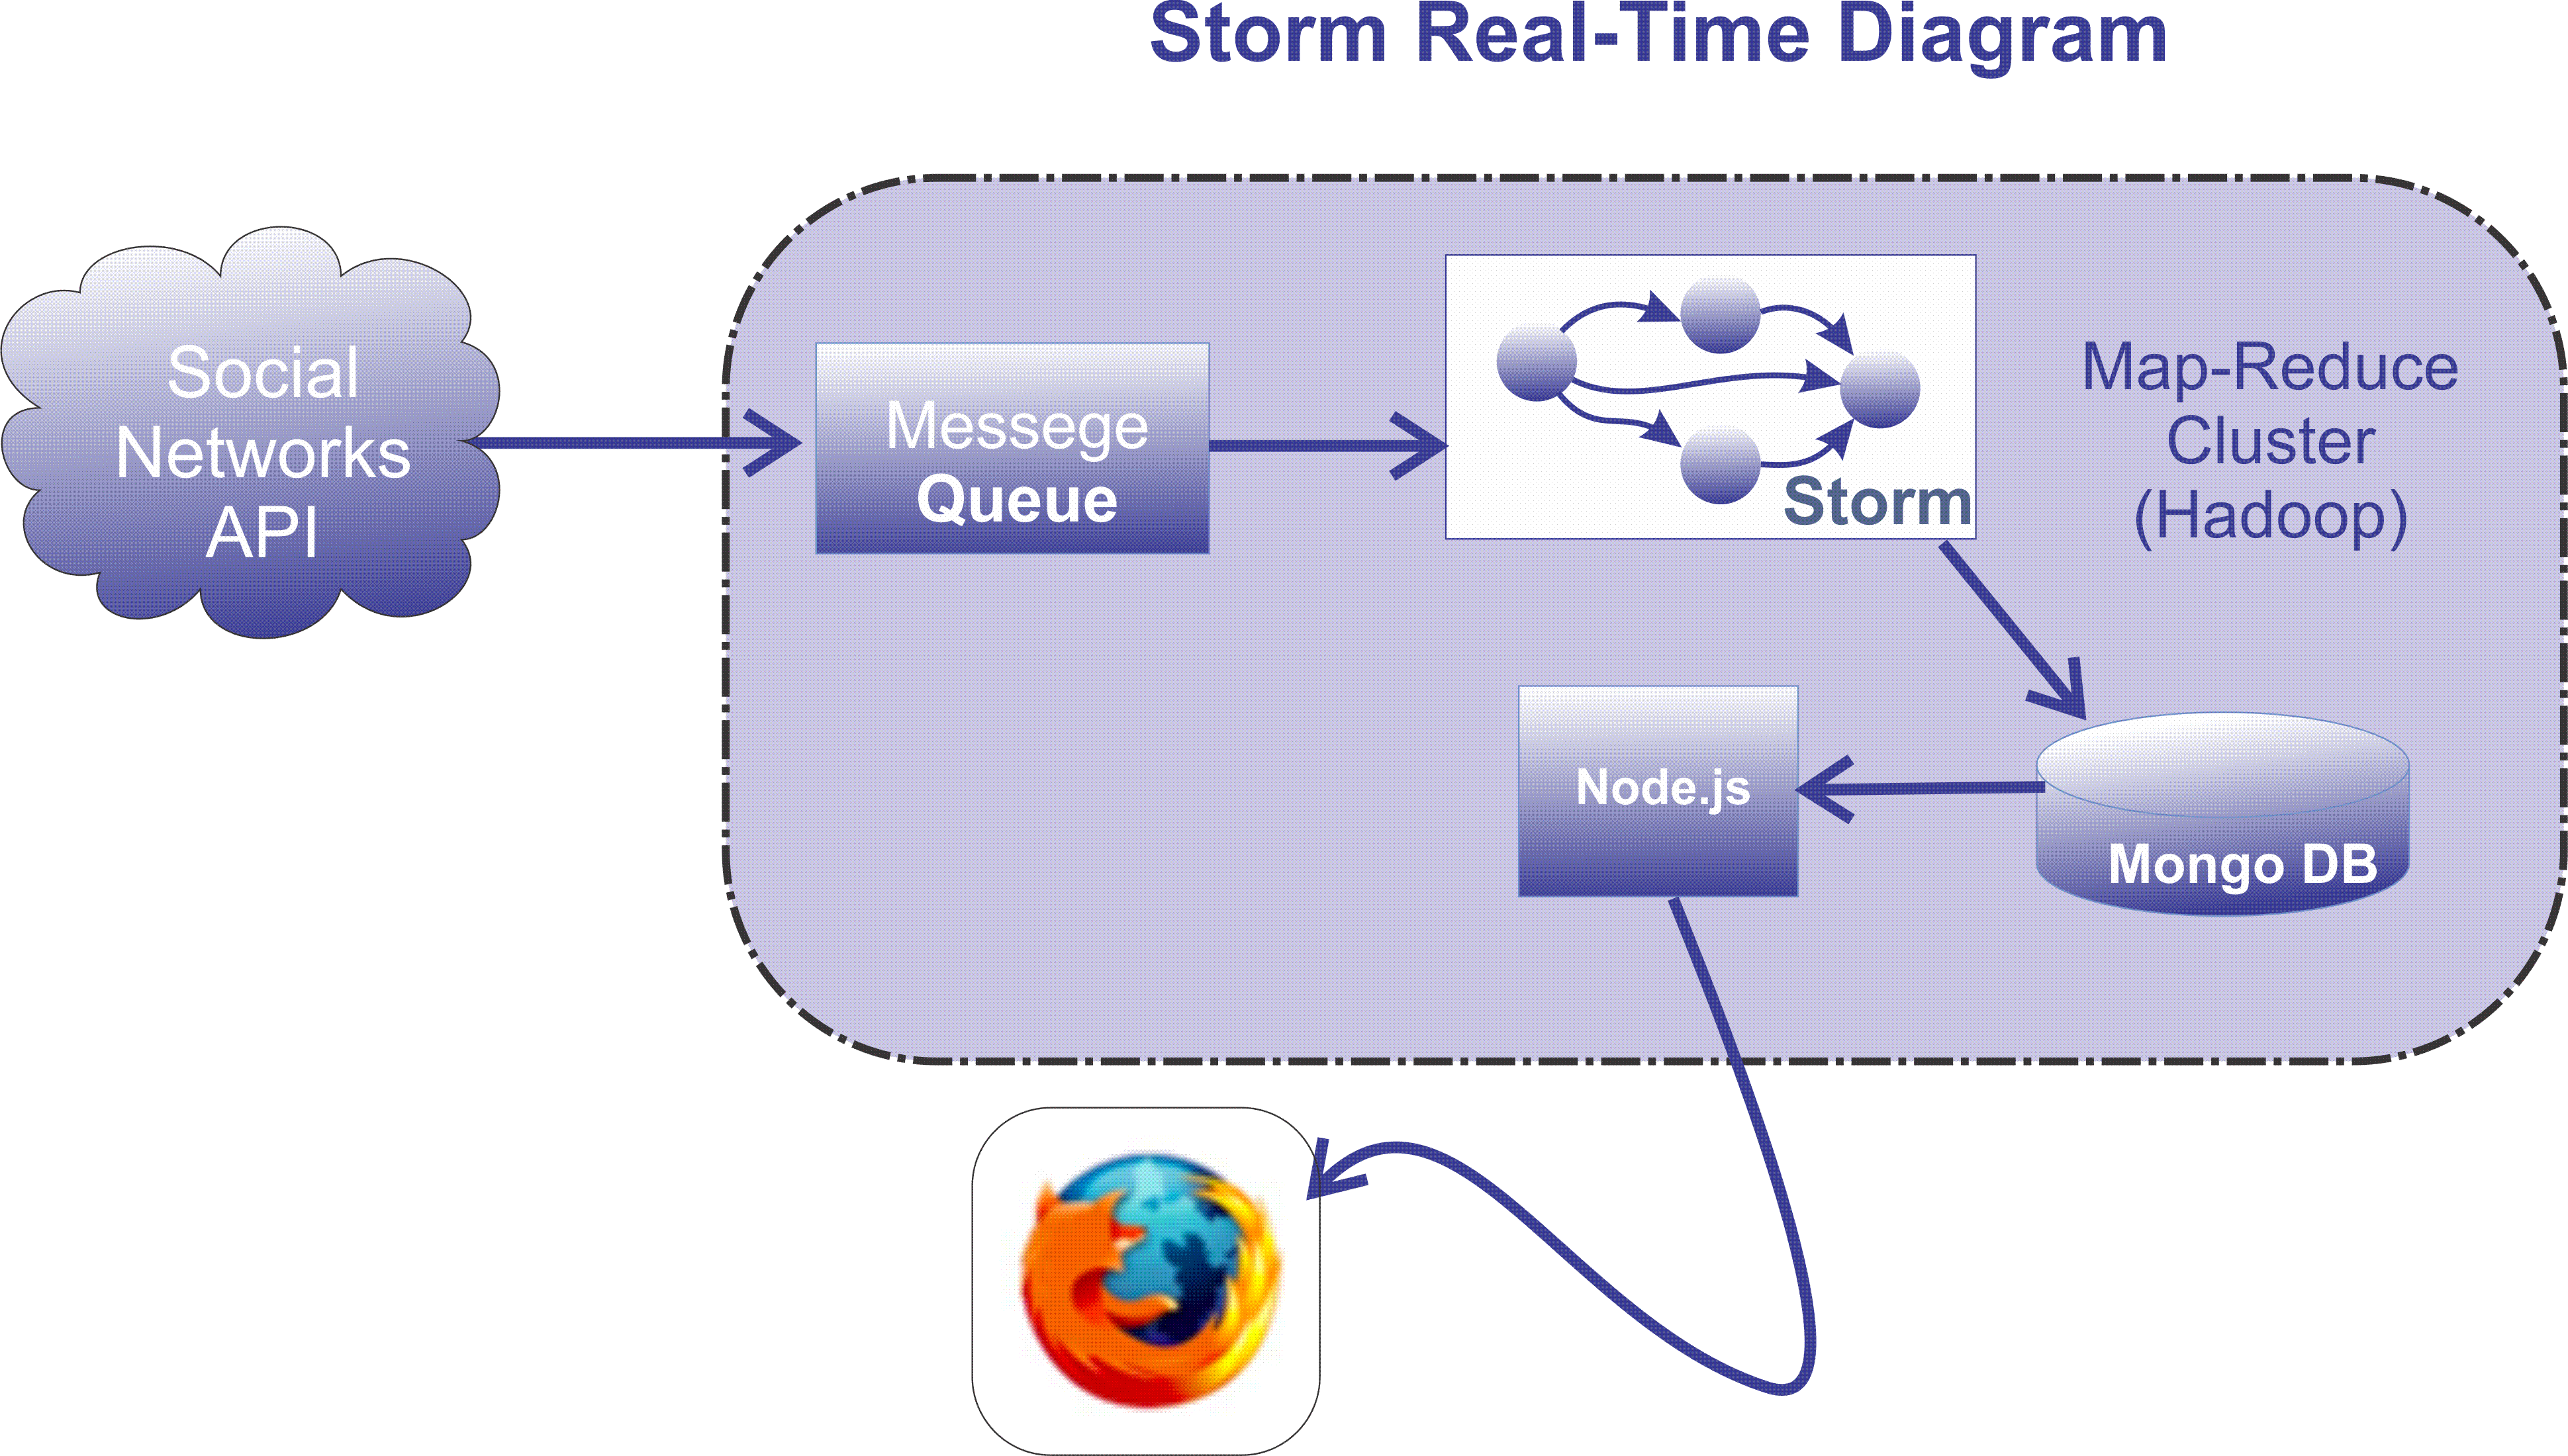 Storm Real-Time Diagram
Social
Networks
API
Messege
Queue
Storm
Map-Reduce
Cluster
(Hadoop)
Node.js
Mongo DB